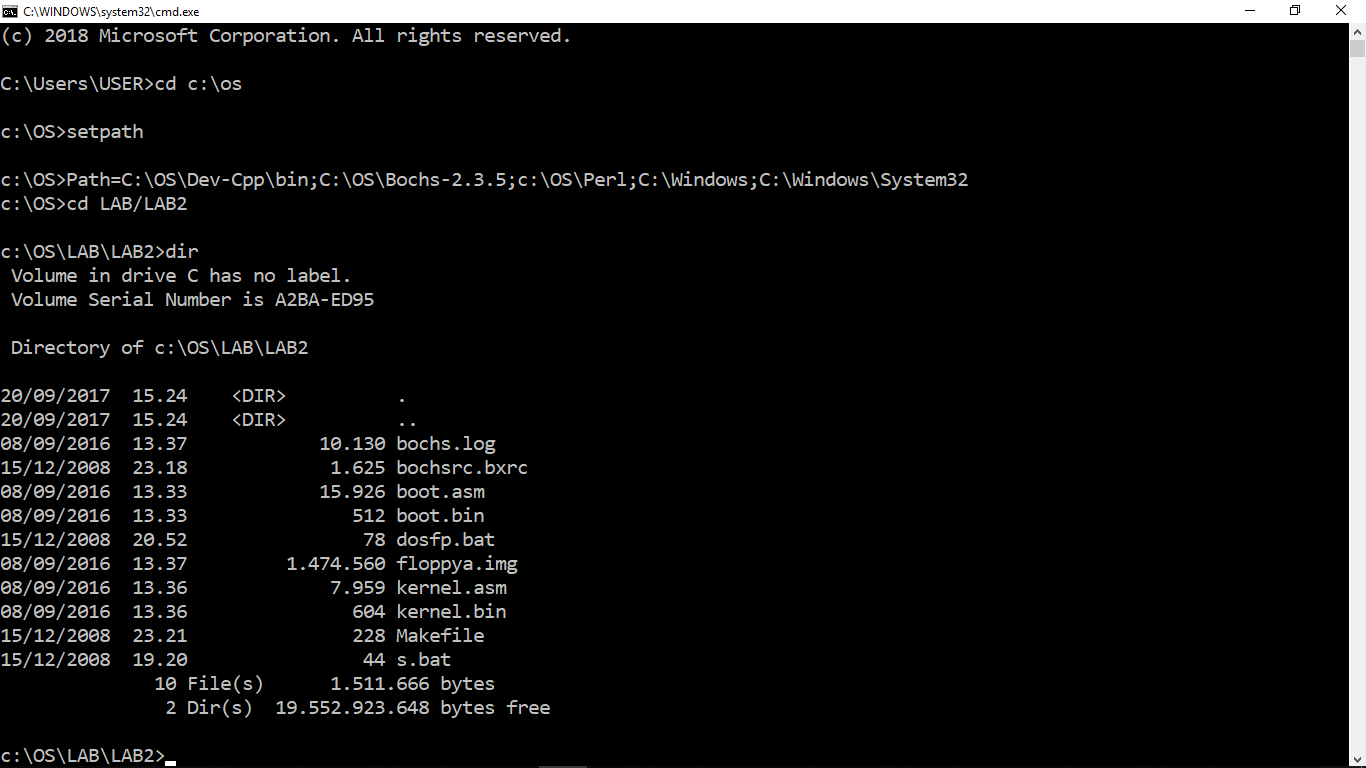 C:\WINDOWS\system32\cmd.exe
(c) 2018 Microsoft Corporation. All rights reserved.
C:\Users\USER>cd c:\os
c:\OS>setpath
c:\OS>Path=C:\OS\Dev-Cpp\bin;C:\OS\Bochs-2.3.5;c:\OS\Perl;C:\Windows;C:\Windows\System32
c:\OS>cd LAB/LAB2
c:\OS\LAB\LAB2>dir
 Volume in drive C has no label.
 Volume Serial Number is A2BA-ED95
 Directory of c:\OS\LAB\LAB2
20/09/2017  15.24    <DIR>          .
20/09/2017  15.24    <DIR>          ..
08/09/2016  13.37            10.130 bochs.log
15/12/2008  23.18             1.625 bochsrc.bxrc
08/09/2016  13.33            15.926 boot.asm
08/09/2016  13.33               512 boot.bin
15/12/2008  20.52                78 dosfp.bat
08/09/2016  13.37         1.474.560 floppya.img
08/09/2016  13.36             7.959 kernel.asm
08/09/2016  13.36               604 kernel.bin
15/12/2008  23.21               228 Makefile
15/12/2008  19.20                44 s.bat
              10 File(s)      1.511.666 bytes
               2 Dir(s)  19.552.923.648 bytes free
c:\OS\LAB\LAB2>